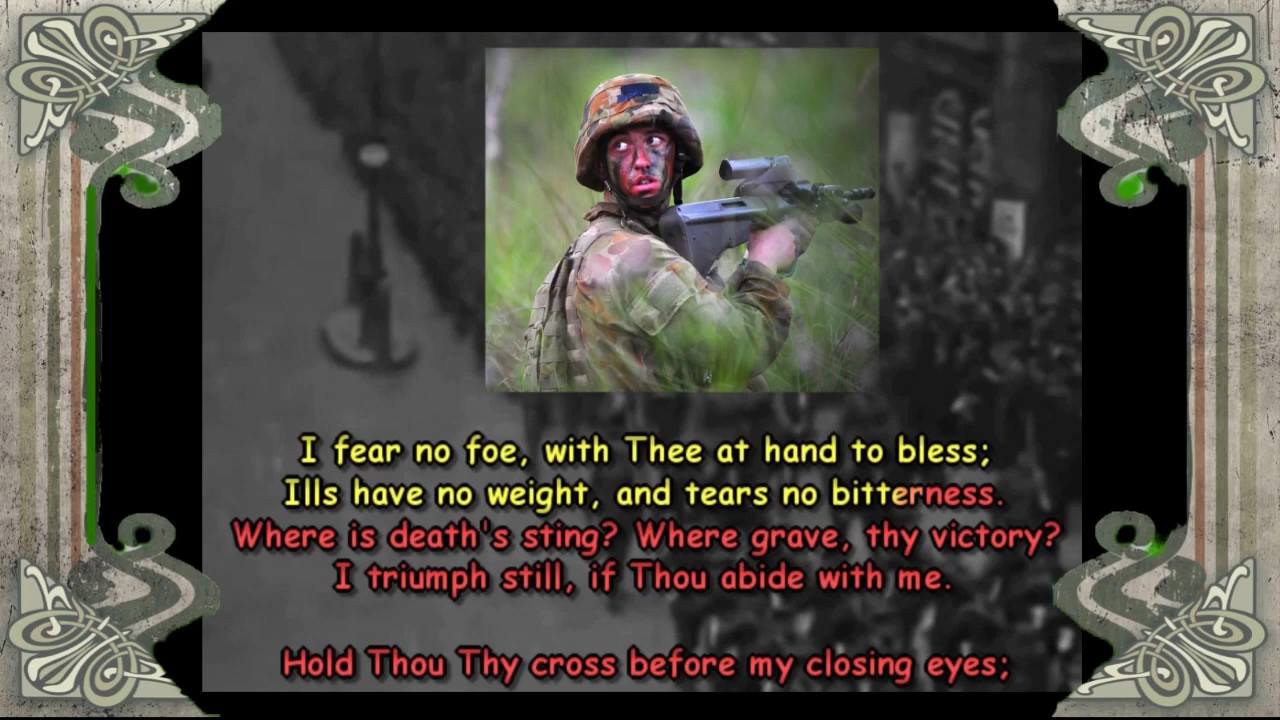 I fear no foe, with Thee at hand to bless;
Ills have no weight, and tears no bitterness.
Where is death's sting? Where grave, thy victory?
I triumph still, if Thou abide with me.
Hold Thou Thy cross before my closing eyes;